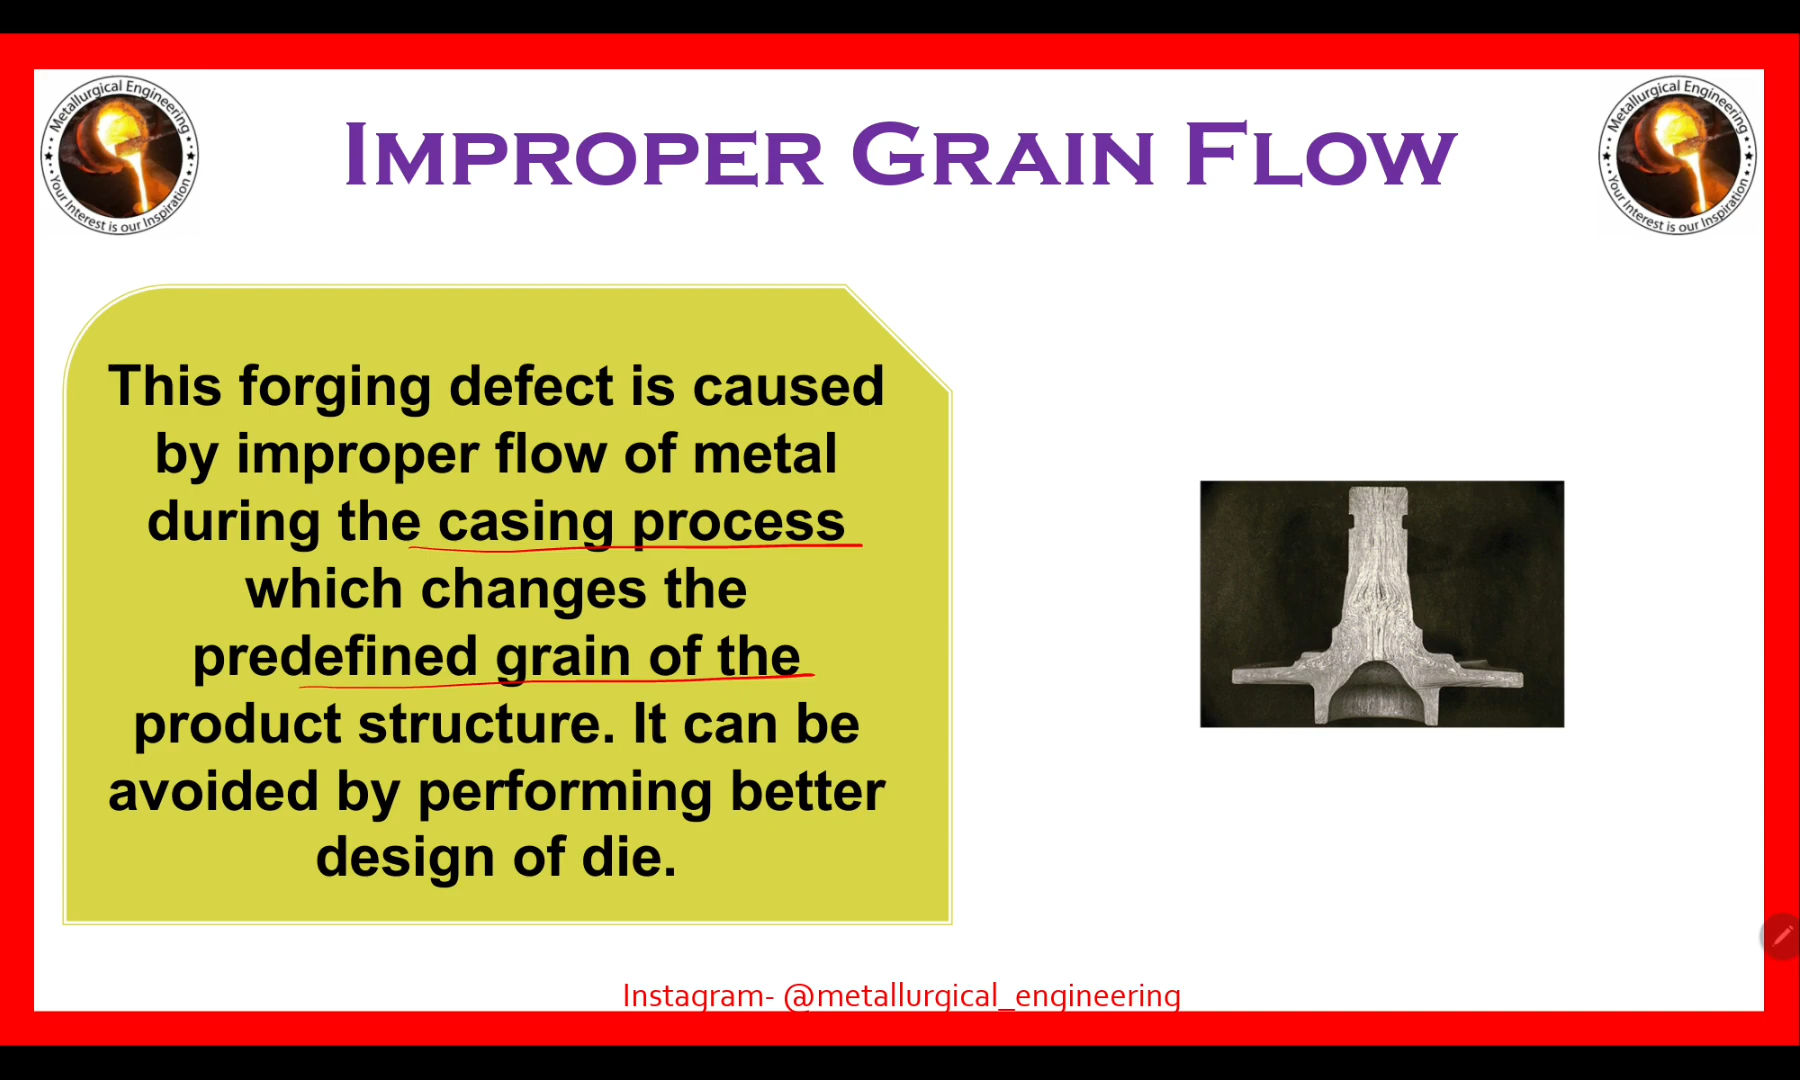 Metallurgical Engineering
Your Interest is our Inspiration
IMPROPER GRAIN FLOW
Metallurgical Engineering
Your Interest is our Inspiration
This forging defect is caused
by improper flow of metal
during the casing process
which changes the
predefined grain of the
product structure. It can be
avoided by performing better
design of die.
Instagram- @metallurgical_engineering